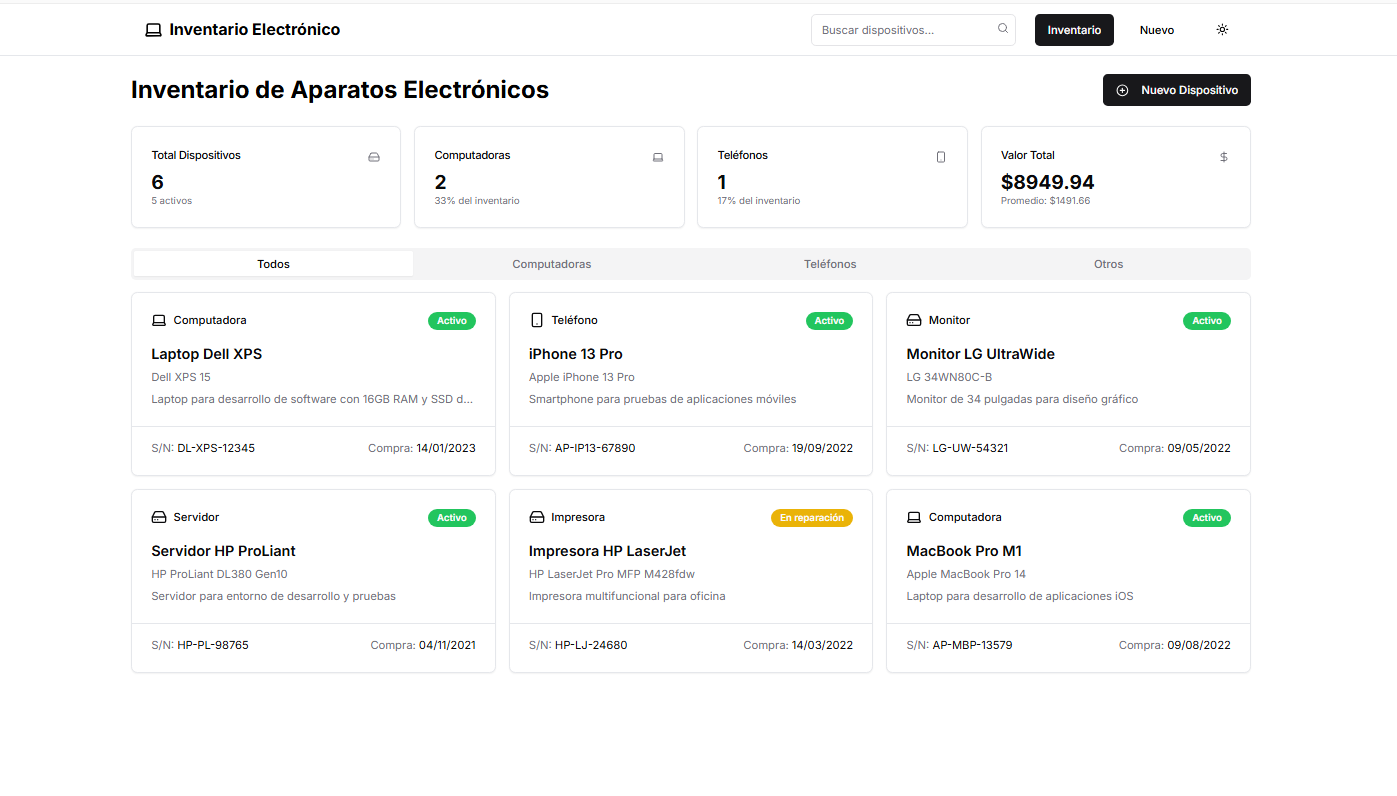 Inventario Electrónico
Buscar dispositivos...
Inventario
Nuevo
Inventario de Aparatos Electrónicos
Nuevo Dispositivo
Total Dispositivos
6
5 activos
Computadoras
2
33% del inventario
Teléfonos
1
17% del inventario
Valor Total
$8949.94
Promedio: $1491.66
Todos
Computadoras
Teléfonos
Otros
Computadora
Activo
Laptop Dell XPS
Dell XPS 15
Laptop para desarrollo de software con 16GB RAM y SSD d...
S/N: DL-XPS-12345
Compra: 14/01/2023
Teléfono
Activo
iPhone 13 Pro
Apple iPhone 13 Pro
Smartphone para pruebas de aplicaciones móviles
S/N: AP-IP13-67890
Compra: 19/09/2022
Monitor
Activo
Monitor LG UltraWide
LG 34WN80C-B
Monitor de 34 pulgadas para diseño gráfico
S/N: LG-UW-54321
Compra: 09/05/2022
Servidor
Activo
Servidor HP ProLiant
HP ProLiant DL380 Gen10
Servidor para entorno de desarrollo y pruebas
S/N: HP-PL-98765
Compra: 04/11/2021
Impresora
En reparación
Impresora HP LaserJet
HP LaserJet Pro MFP M428fdw
Impresora multifuncional para oficina
S/N: HP-LJ-24680
Compra: 14/03/2022
Computadora
Activo
MacBook Pro M1
Apple MacBook Pro 14
Laptop para desarrollo de aplicaciones iOS
S/N: AP-MBP-13579
Compra: 09/08/2022